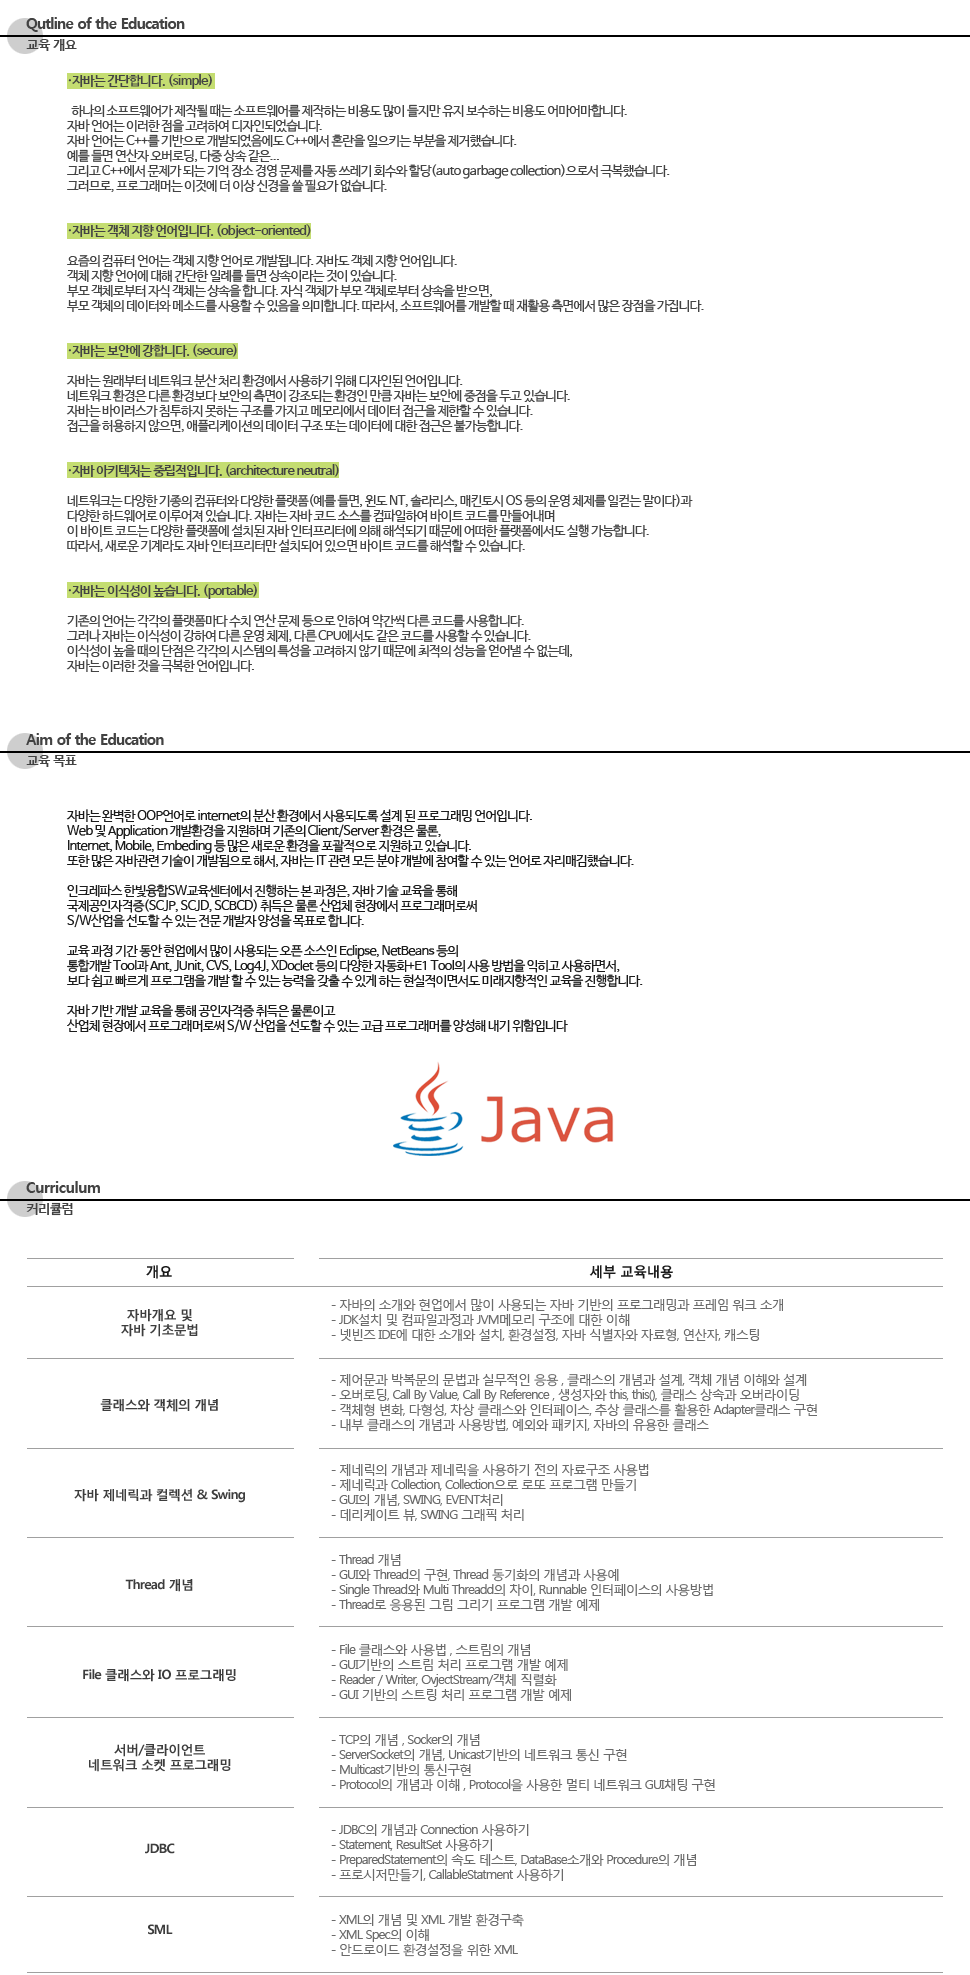 Qutline of the Education
교육 개요
·자바는 간단합니다. (simple)
하나의 소프트웨어가 제작될 때는 소프트웨어를 제작하는 비용도 많이 들지만 유지 보수하는 비용도 어마어마합니다.
자바 언어는 이러한 점을 고려하여 디자인되었습니다.
자바 언어는 C++를 기반으로 개발되었음에도 C++에서 혼란을 일으키는 부분을 제거했습니다.
예를 들면 연산자 오버로딩, 다중 상속 같은...
그리고 C++에서 문제가 되는 기억 장소 경영 문제를 자동 쓰레기 회수와 할당(auto garbage collection)으로서 극복했습니다.
그러므로, 프로그래머는 이것에 더 이상 신경을 쓸 필요가 없습니다.
·자바는 객체 지향 언어입니다. (object-oriented)
요즘의 컴퓨터 언어는 객체 지향 언어로 개발됩니다. 자바도 객체 지향 언어입니다.
객체 지향 언어에 대해 간단한 일례를 들면 상속이라는 것이 있습니다.
부모 객체로부터 자식 객체는 상속을 합니다. 자식 객체가 부모 객체로부터 상속을 받으면,
부모 객체의 데이터와 메소드를 사용할 수 있음을 의미합니다. 따라서, 소프트웨어를 개발할 때 재활용 측면에서 많은 장점을 가집니다.
·자바는 보안에 강합니다. (secure)
자바는 원래부터 네트워크 분산 처리 환경에서 사용하기 위해 디자인된 언어입니다.
네트워크 환경은 다른 환경보다 보안의 측면이 강조되는 환경인 만큼 자바는 보안에 중점을 두고 있습니다.
자바는 바이러스가 침투하지 못하는 구조를 가지고 메모리에서 데이터 접근을 제한할 수 있습니다.
접근을 허용하지 않으면, 애플리케이션의 데이터 구조 또는 데이터에 대한 접근은 불가능합니다.
·자바 아키텍처는 중립적입니다. (architecture neutral)
네트워크는 다양한 기종의 컴퓨터와 다양한 플랫폼(예를 들면, 윈도 NT, 솔라리스, 매킨토시 OS 등의 운영 체제를 일컫는 말이다)과
다양한 하드웨어로 이루어져 있습니다. 자바는 자바 코드 소스를 컴파일하여 바이트 코드를 만들어내며
이 바이트 코드는 다양한 플랫폼에 설치된 자바 인터프리터에 의해 해석되기 때문에 어떠한 플랫폼에서도 실행 가능합니다.
따라서, 새로운 기계라도 자바 인터프리터만 설치되어 있으면 바이트 코드를 해석할 수 있습니다.
·자바는 이식성이 높습니다. (portable)
기존의 언어는 각각의 플랫폼마다 수치 연산 문제 등으로 인하여 약간씩 다른 코드를 사용합니다.
그러나 자바는 이식성이 강하여 다른 운영 체제, 다른 CPU에서도 같은 코드를 사용할 수 있습니다.
이식성이 높을 때의 단점은 각각의 시스템의 특성을 고려하지 않기 때문에 최적의 성능을 얻어낼 수 없는데,
자바는 이러한 것을 극복한 언어입니다.
Aim of the Education
교육 목표
자바는 완벽한 OOP언어로 internet의 분산 환경에서 사용되도록 설계 된 프로그래밍 언어입니다.
Web 및 Application 개발환경을 지원하며 기존의 Client/Server 환경은 물론,
Internet, Mobile, Embeding 등 많은 새로운 환경을 포괄적으로 지원하고 있습니다.
또한 많은 자바관련 기술이 개발됨으로 해서, 자바는 IT 관련 모든 분야 개발에 참여할 수 있는 언어로 자리매김했습니다.
인크레파스 한빛융합SW교육센터에서 진행하는 본 과정은, 자바 기술 교육을 통해
국제공인자격증(SCJP, SCJD, SCBCD) 취득은 물론 산업체 현장에서 프로그래머로써
S/W산업을 선도할 수 있는 전문 개발자 양성을 목표로 합니다.
교육 과정 기간 동안 현업에서 많이 사용되는 오픈 소스인 Eclipse, NetBeans 등의
통합개발 Tool과 Ant, JUnit, CVS, Log4J, XDoclet 등의 다양한 자동화+E1 Tool의 사용 방법을 익히고 사용하면서,
보다 쉽고 빠르게 프로그램을 개발 할 수 있는 능력을 갖출 수 있게 하는 현실적이면서도 미래지향적인 교육을 진행합니다.
자바 기반 개발 교육을 통해 공인자격증 취득은 물론이고
산업체 현장에서 프로그래머로써 S/W 산업을 선도할 수 있는 고급 프로그래머를 양성해 내기 위함입니다
Java
Curriculum
커리큘럼
개요
세부 교육내용
자바개요 및
자바 기초문법
- 자바의 소개와 현업에서 많이 사용되는 자바 기반의 프로그래밍과 프레임 워크 소개
- JDK설치 및 컴파일과정과 JVM메모리 구조에 대한 이해
- 넷빈즈 IDE에 대한 소개와 설치, 환경설정, 자바 식별자와 자료형, 연산자, 캐스팅
클래스와 객체의 개념
- 제어문과 박복문의 문법과 실무적인 응용 , 클래스의 개념과 설계, 객체 개념 이해와 설계
- 오버로딩, Call By Value, Call By Reference , 생성자와 this, this(), 클래스 상속과 오버라이딩
- 객체형 변화, 다형성, 차상 클래스와 인터페이스, 추상 클래스를 활용한 Adapter클래스 구현
- 내부 클래스의 개념과 사용방법, 예외와 패키지, 자바의 유용한 클래스
자바 제네릭과 컬렉션 & Swing
- 제네릭의 개념과 제네릭을 사용하기 전의 자료구조 사용법
- 제네릭과 Collection, Collection으로 로또 프로그램 만들기
- GUI의 개념, SWING, EVENT처리
- 데리케이트 뷰, SWING 그래픽 처리
Thread 개념
- Thread 개념
- GUI와 Thread의 구현, Thread 동기화의 개념과 사용예
- Single Thread와 Multi Threadd의 차이, Runnable 인터페이스의 사용방법
- Thread로 응용된 그림 그리기 프로그램 개발 예제
File 클래스와 IO 프로그래밍
- File 클래스와 사용법 , 스트림의 개념
- GUI기반의 스트림 처리 프로그램 개발 예제
- Reader / Writer, OvjectStream/객체 직렬화
- GUI 기반의 스트링 처리 프로그램 개발 예제
서버/클라이언트
네트워크 소켓 프로그래밍
- TCP의 개념 , Socker의 개념
- ServerSocket의 개념, Unicast기반의 네트워크 통신 구현
- Multicast기반의 통신구현
- Protocol의 개념과 이해 , Protocol을 사용한 멀티 네트워크 GUI채팅 구현
JDBC
- JDBC의 개념과 Connection 사용하기
- Statement, ResultSet 사용하기
- PreparedStatement의 속도 테스트, DataBase소개와 Procedure의 개념
- 프로시저만들기, CallableStatment 사용하기
SML
- XML의 개념 및 XML 개발 환경구축
- XML Spec의 이해
- 안드로이드 환경설정을 위한 XML